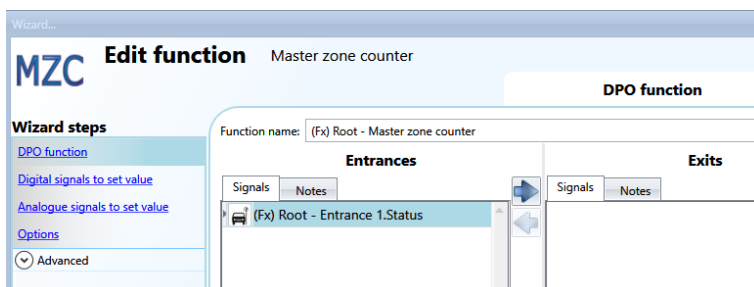 Wizard...
MZC Edit function Master zone counter
DPO function
Wizard steps
DPO function
Digital signals to set value
Analogue signals to set value
Options
Advanced
Function name: (Fx) Root - Master zone counter
Entrances
Signals Notes
(Fx) Root - Entrance 1.Status
Exits
Signals Notes